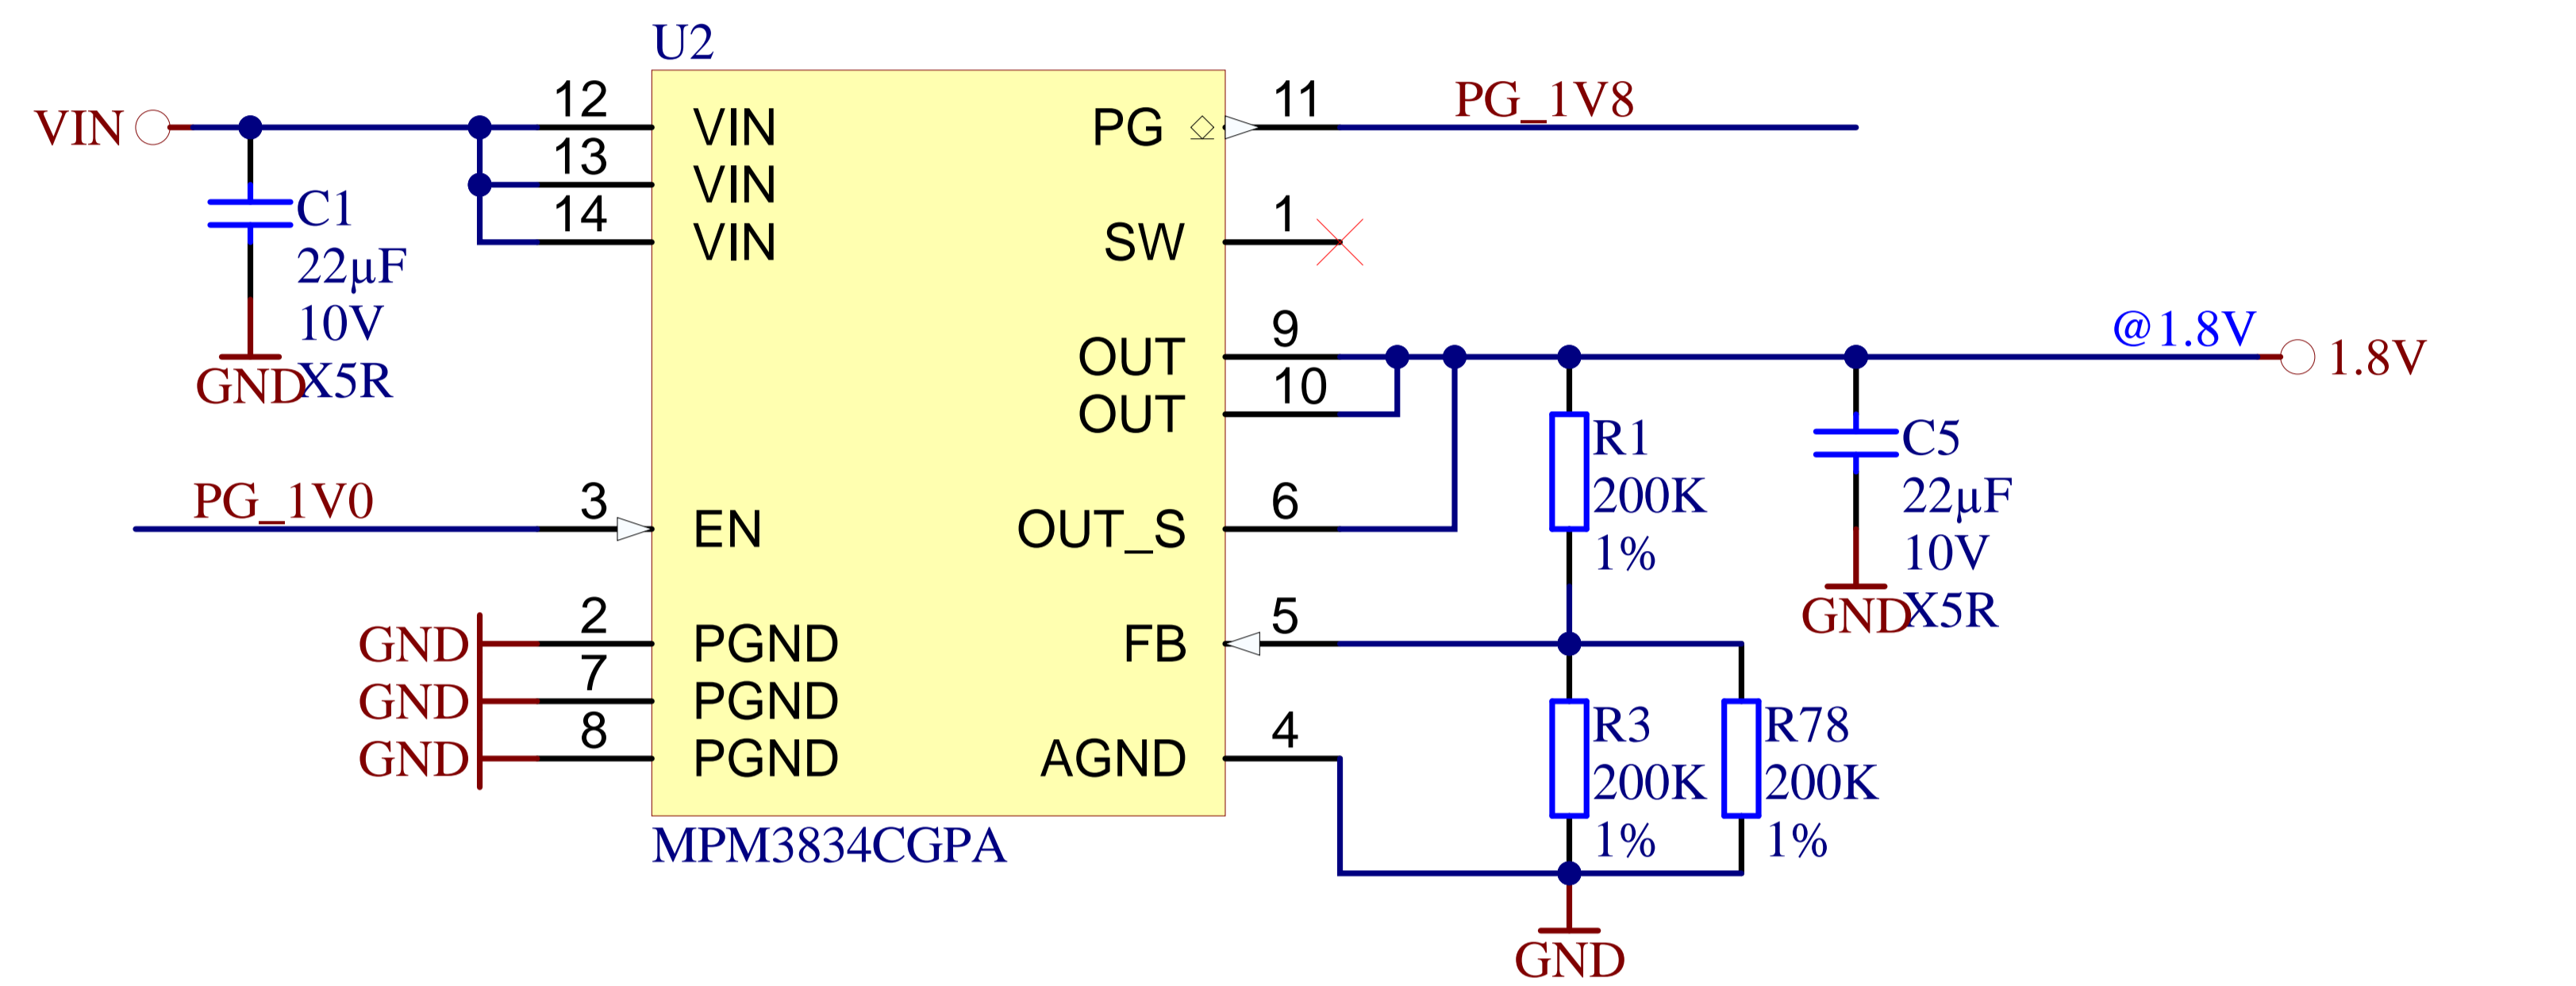 U2
VIN
12
VIN
13
VIN
14
VIN
C1
22µF
10V
X5R
GND
PG_1V0
3
EN
GND
2
PGND
GND
7
PGND
GND
8
PGND
MPM3834CGPA
PG
11
PG_1V8
SW
1
OUT
9
OUT
10
@1.8V
1.8V
OUT_S
6
R1
200K
1%
C5
22µF
10V
X5R
GND
FB
5
AGND
4
R3
200K
1%
R78
200K
1%
GND